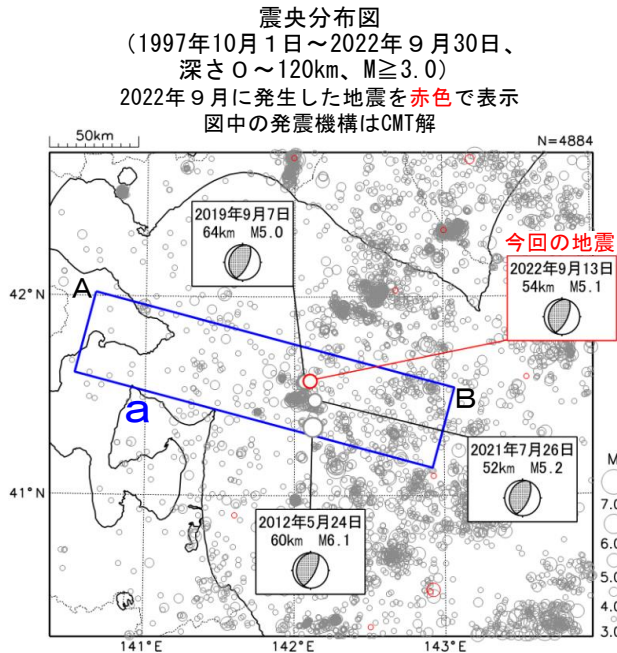 震央分布図
（1997年10月１日～2022年９月30日、
深さ０～120km、M≧3.0）
2022年９月に発生した地震を赤色で表示
図中の発震機構はCMT解
50km
N=4884
2019年9月7日
64km M5.0
今回の地震
2022年9月13日
54km M5.1
42°N
A
B
a
2021年7月26日
52km M5.2
41°N
2012年5月24日
60km M6.1
M
7.0
6.0
5.0
4.0
3.0
141°E
142°E
143°E